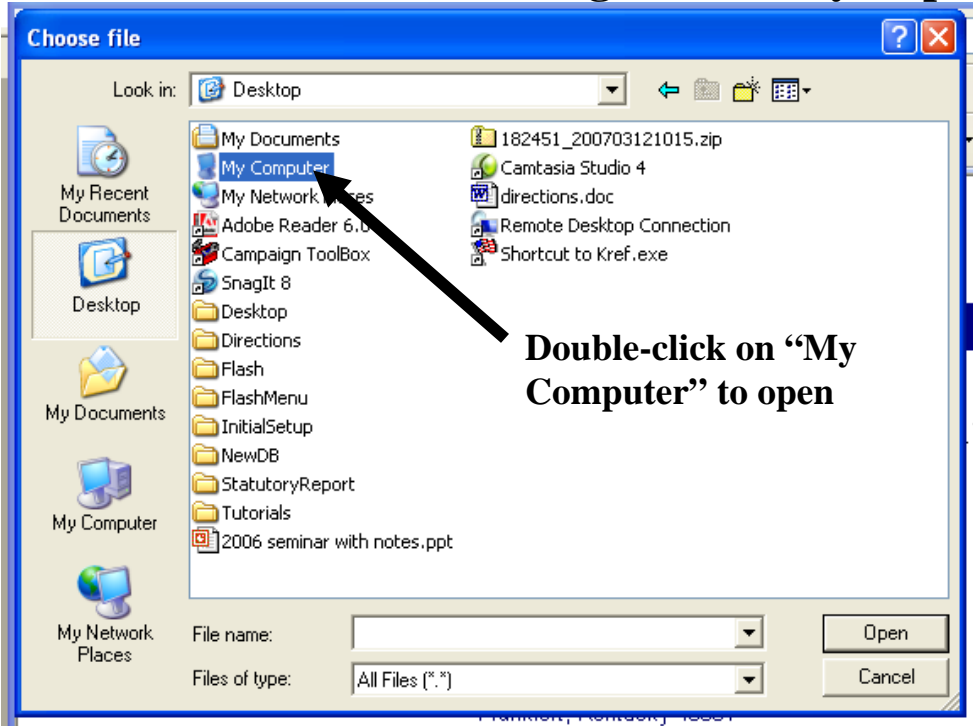 Choose file
Look in: Desktop
My Recent
Documents
Desktop
My Documents
My Computer
My Network
Places
My Documents
My Computer
My Network
Adobe Reader
Campaign ToolBox
SnagIt 8
Desktop
Directions
Flash
FlashMenu
InitialSetup
NewDB
StatutoryReport
Tutorials
2006 seminar with notes.ppt
182451_200703121015.zip
Camtasia Studio 4
directions.doc
Remote Desktop Connection
Shortcut to Kref.exe
Double-click on “My
Computer” to open
File name:
Open
Files of type: All Files (*.*)
Cancel